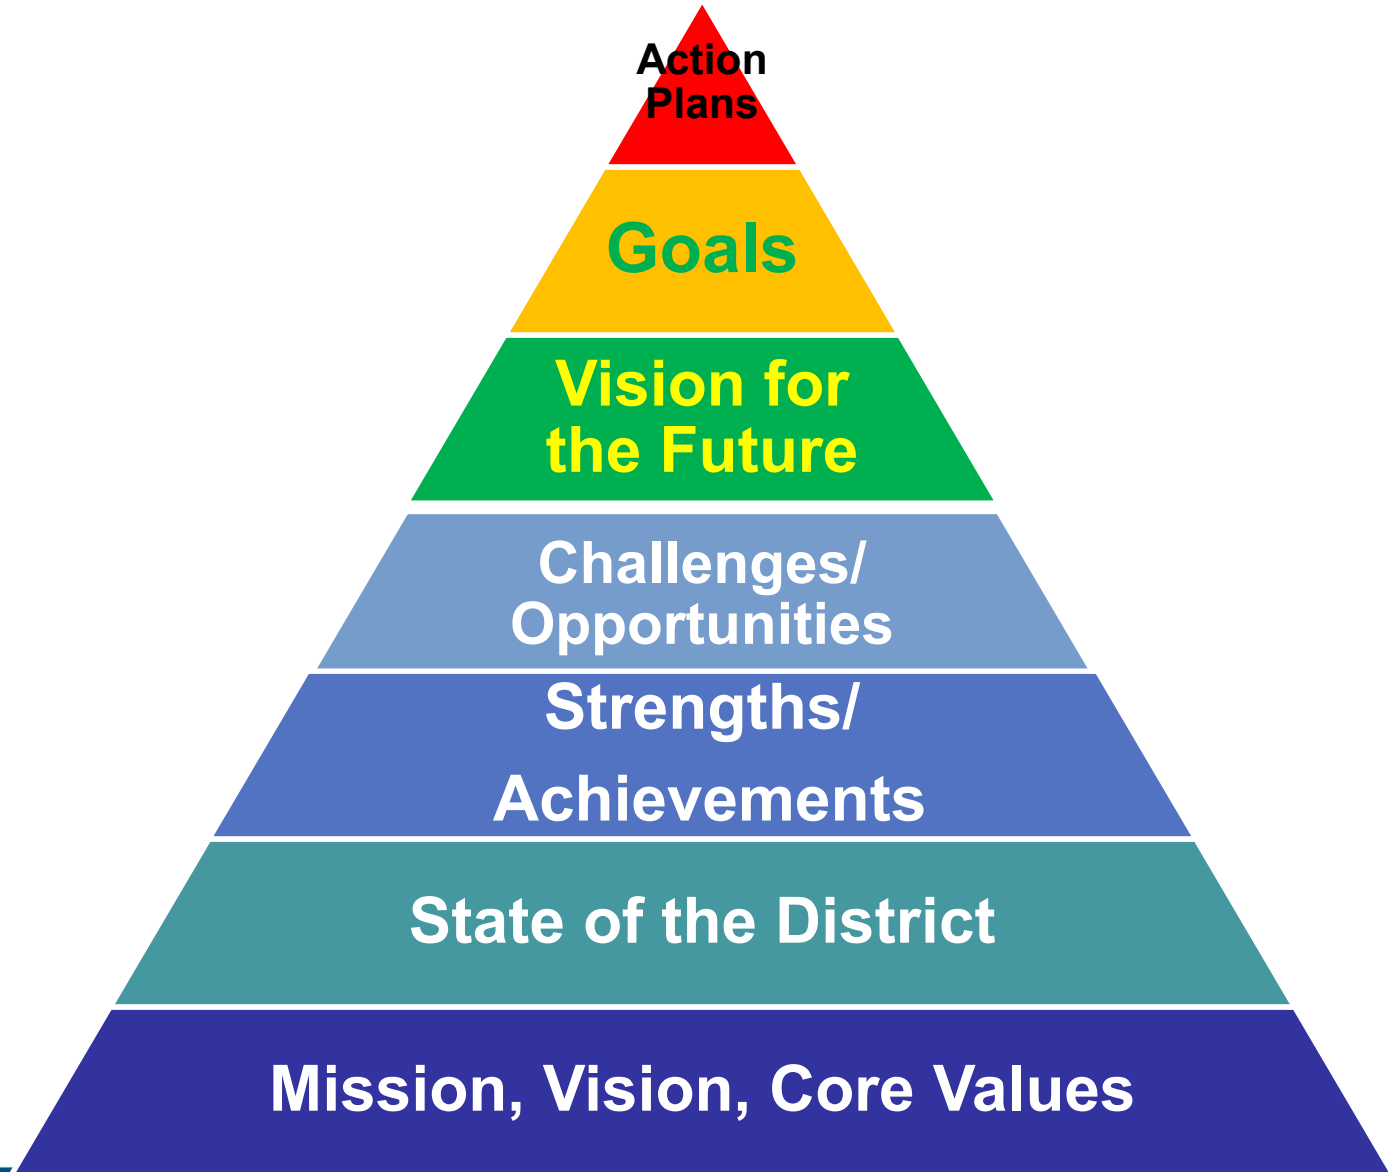 Action
Plans
Goals
Vision for
the Future
Challenges/
Opportunities
Strengths/
Achievements
State of the District
Mission, Vision, Core Values